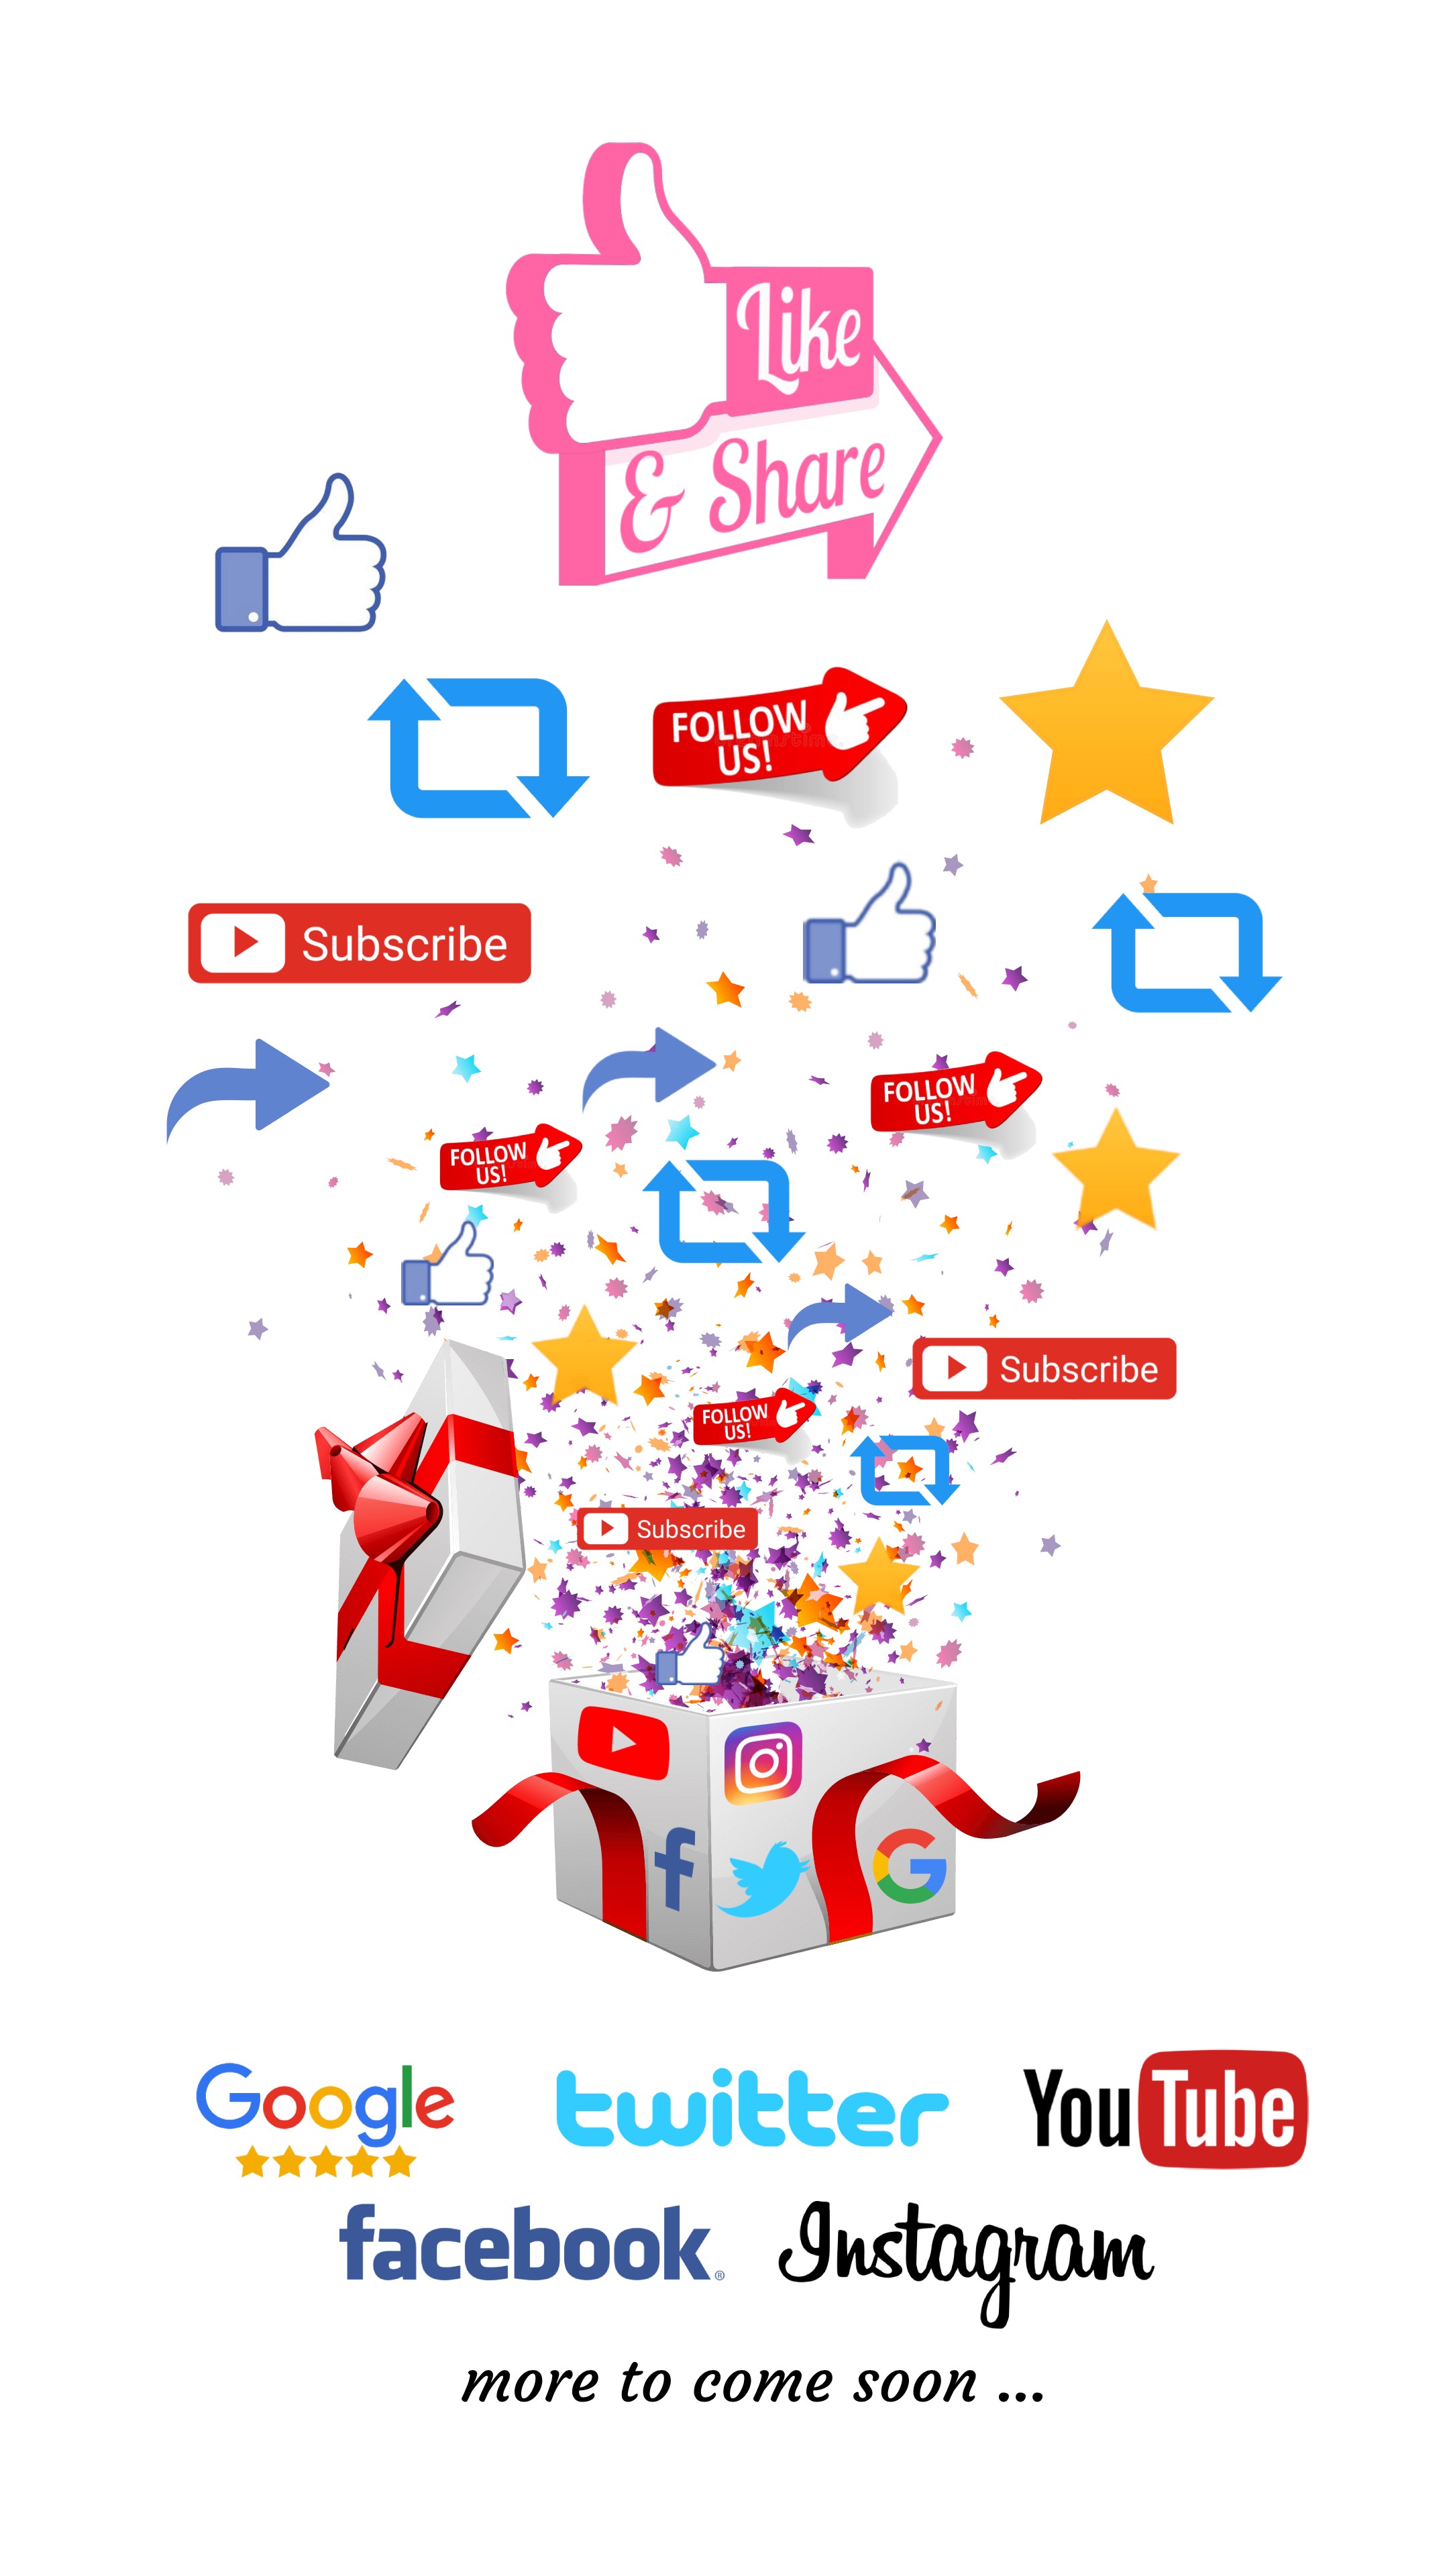 Like
& Share
FOLLOW
US!
Subscribe
FOLLOW
US!
FOLLOW
US!
Subscribe
FOLLOW
US!
Subscribe
Google
twitter
YouTube
facebook®
Instagram
more to come soon ...